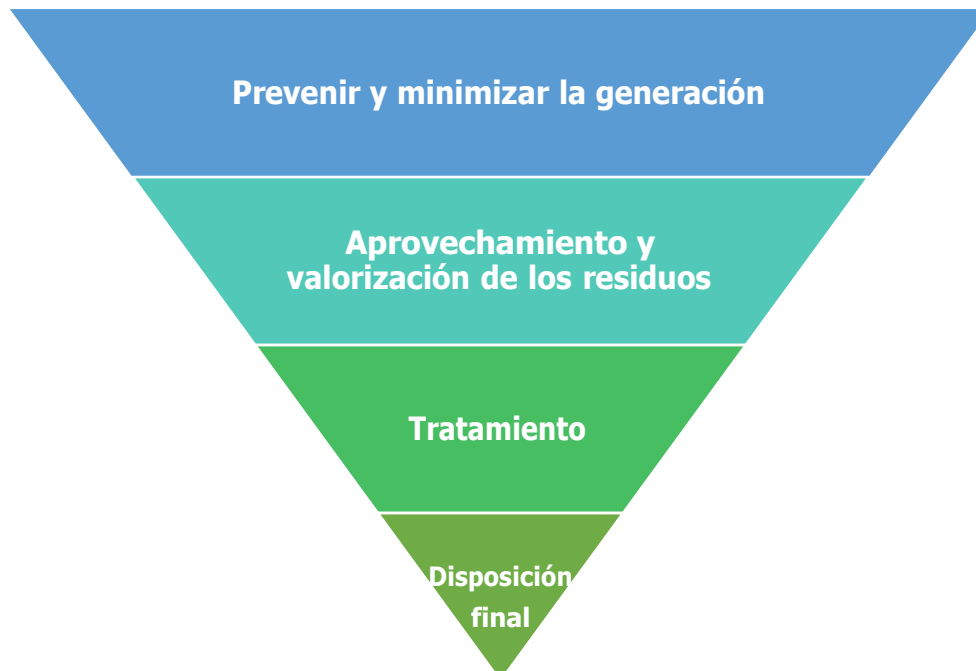 Prevenir y minimizar la generación
Aprovechamiento y
valorización de los residuos
Tratamiento
Disposición
final